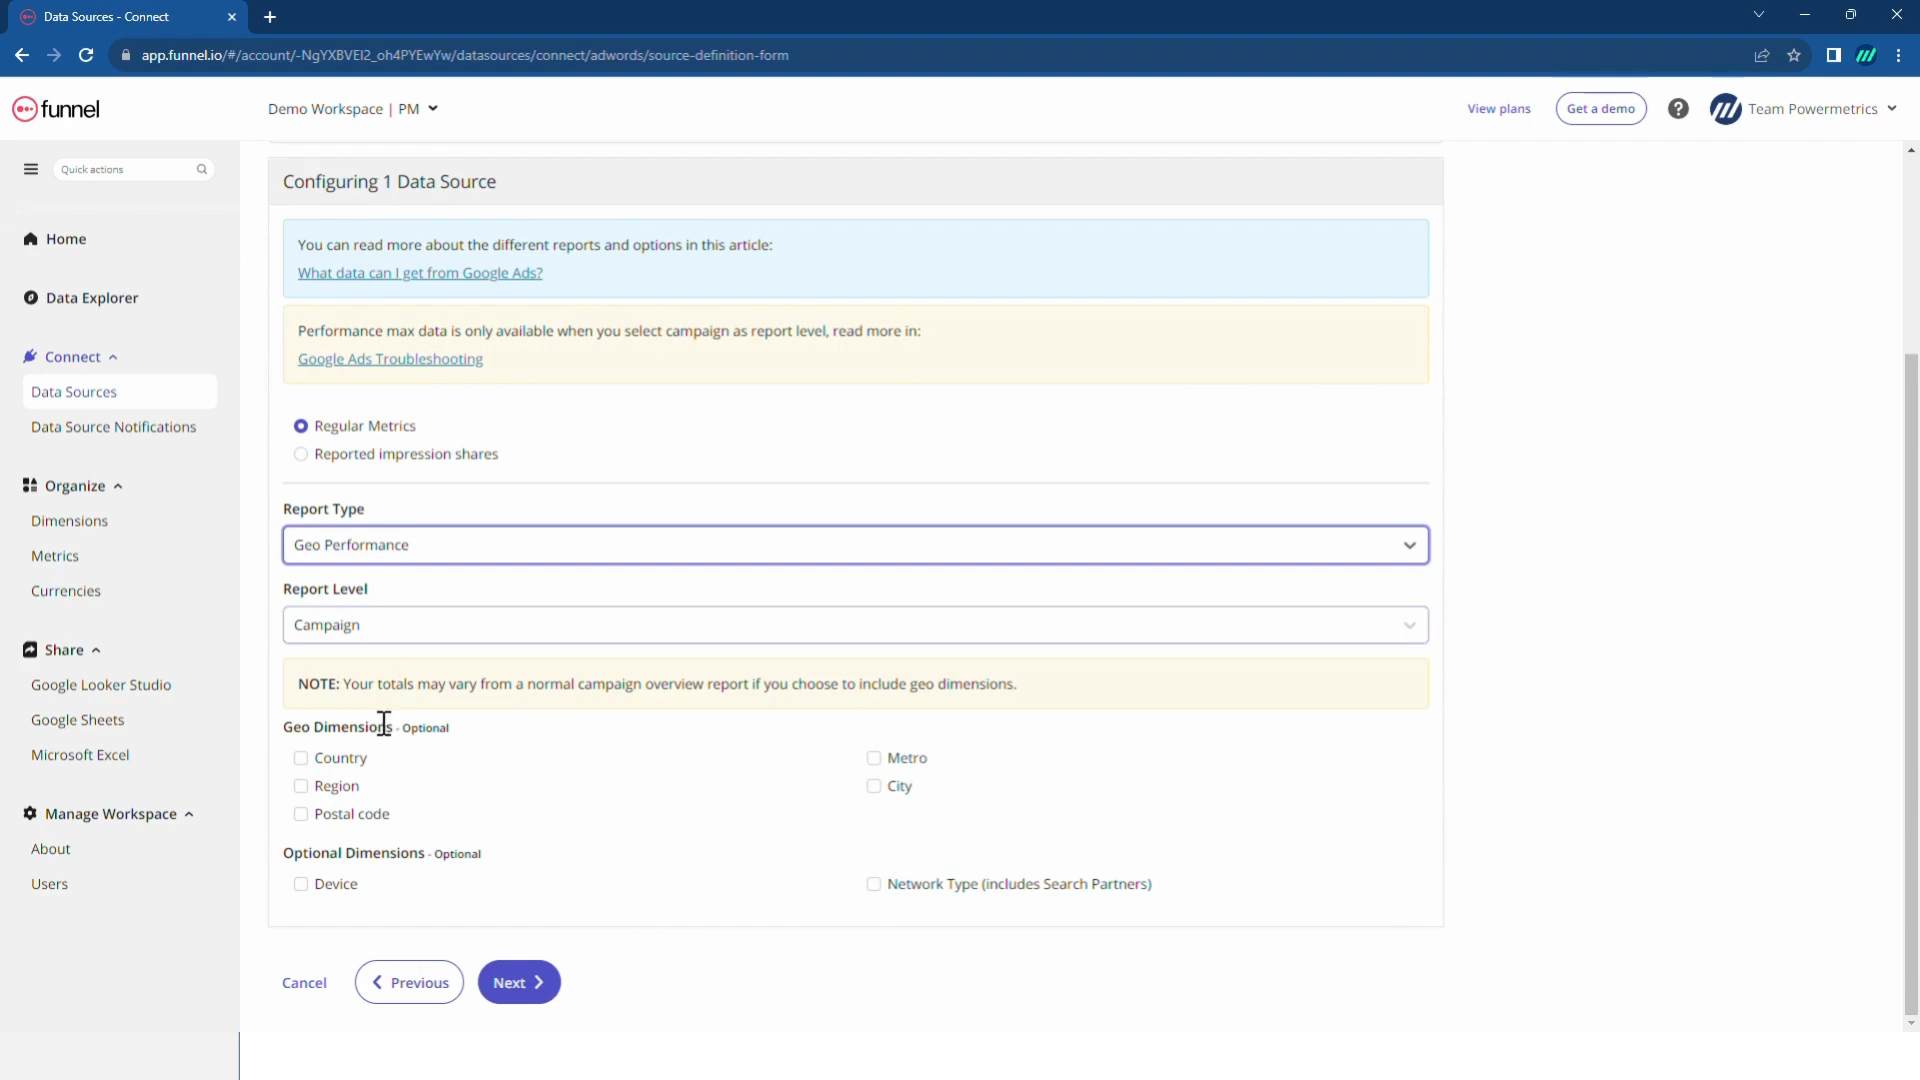 Data Sources - Connect
app.funnel.io/#/account/-NgYXBVEI2_oh4PYEwYw/datasources/connect/adwords/source-definition-form
funnel
Demo Workspace | PM
View plans
Get a demo
?
Team Powermetrics
Quick actions
Home
Data Explorer
Connect
Data Sources
Data Source Notifications
Organize
Dimensions
Metrics
Currencies
Share
Google Looker Studio
Google Sheets
Microsoft Excel
Manage Workspace
About
Users
Configuring 1 Data Source
You can read more about the different reports and options in this article:
What data can I get from Google Ads?
Performance max data is only available when you select campaign as report level, read more in:
Google Ads Troubleshooting
Regular Metrics
Reported impression shares
Report Type
Geo Performance
Report Level
Campaign
NOTE: Your totals may vary from a normal campaign overview report if you choose to include geo dimensions.
Geo Dimensions - Optional
Country
Metro
Region
City
Postal code
Optional Dimensions - Optional
Device
Network Type (includes Search Partners)
Cancel
Previous
Next